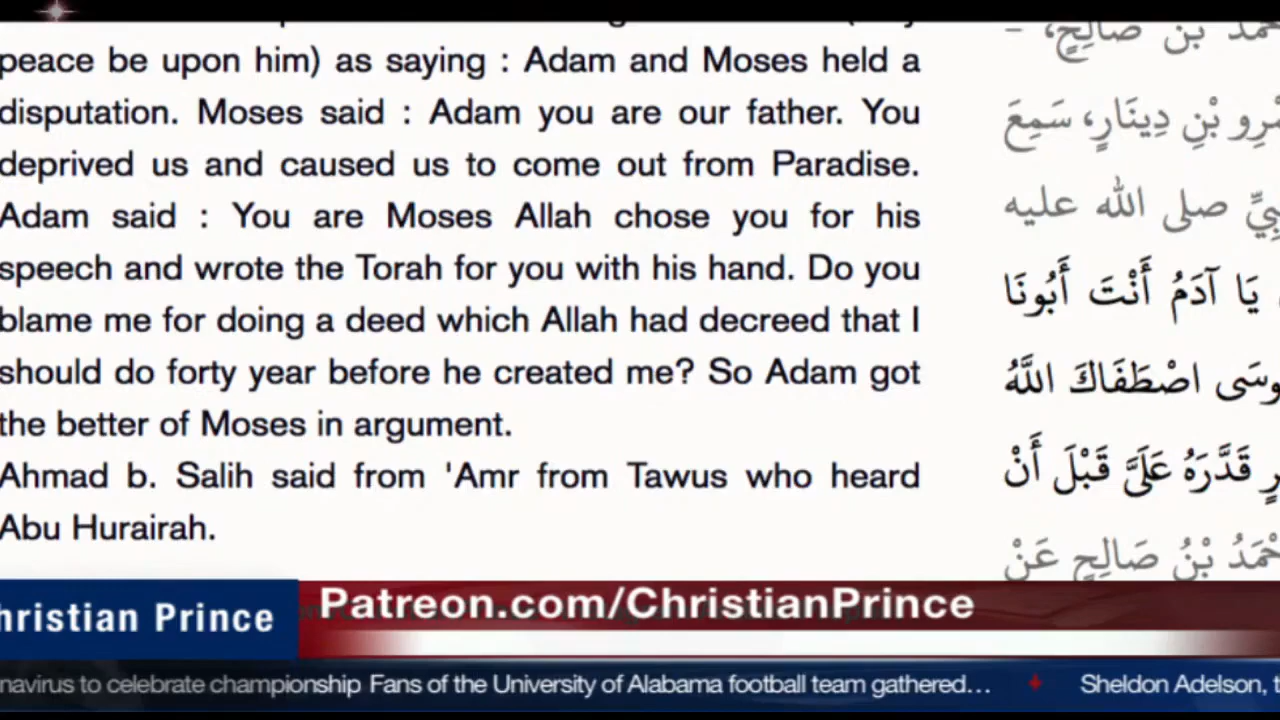 peace be upon him) as saying : Adam and Moses held a
disputation. Moses said : Adam you are our father. You
deprived us and caused us to come out from Paradise.
Adam said : You are Moses Allah chose you for his
speech and wrote the Torah for you with his hand. Do you
blame me for doing a deed which Allah had decreed that I
should do forty year before he created me? So Adam got
the better of Moses in argument.
Ahmad b. Salih said from 'Amr from Tawus who heard
Abu Hurairah.
بْنُ صَالِحٍ، -
بْنِ دِينَارٍ، سَمِعَ
صلى الله عليه
يَا آدَمُ أَنْتَ أَبُونَا
اصْطَفَاكَ اللَّهُ
قَدَّرَهُ عَلَىَّ قَبْلَ أَنْ
بْنُ صَالِحٍ عَنْ
hristian Prince
Patreon.com/ChristianPrince
navirus to celebrate championship Fans of the University of Alabama football team gathered... Sheldon Adelson, t